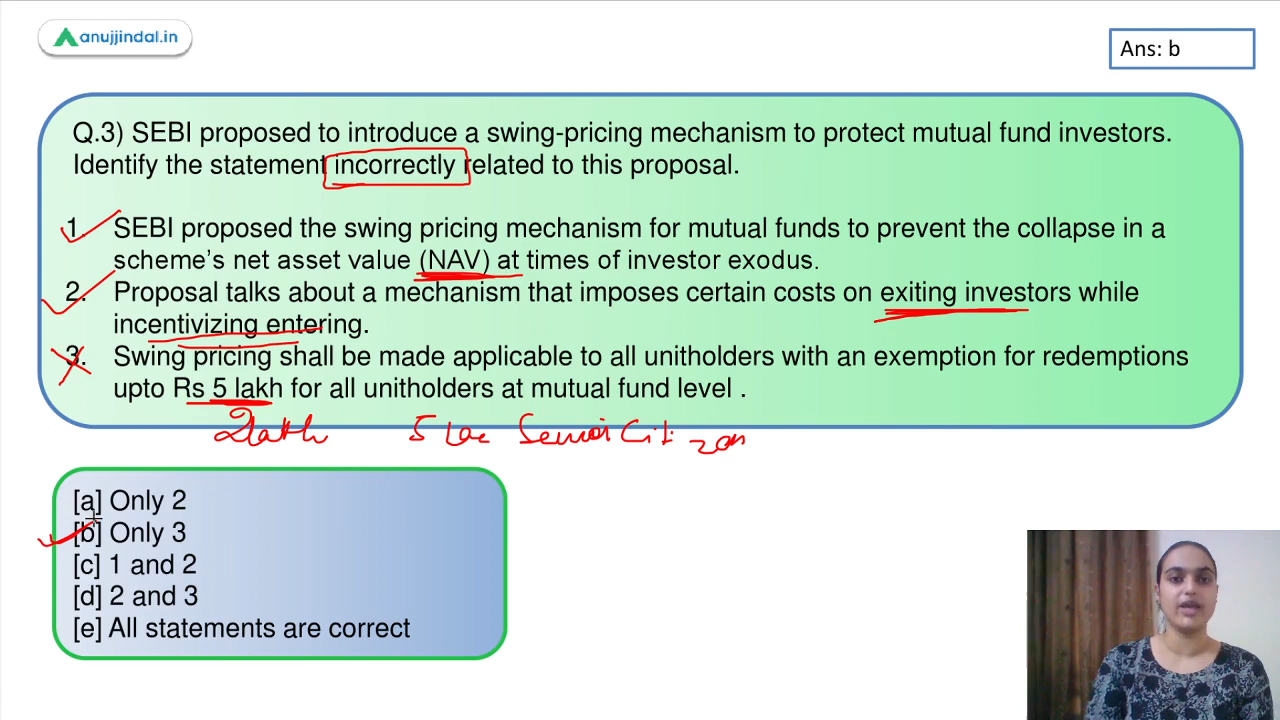 anujjindal.in
Ans: b
Q.3) SEBI proposed to introduce a swing-pricing mechanism to protect mutual fund investors.
Identify the statement incorrectly related to this proposal.
1. SEBI proposed the swing pricing mechanism for mutual funds to prevent the collapse in a
scheme's net asset value (NAV) at times of investor exodus.
2. Proposal talks about a mechanism that imposes certain costs on exiting investors while
incentivizing entering.
3. Swing pricing shall be made applicable to all unitholders with an exemption for redemptions
upto Rs 5 lakh for all unitholders at mutual fund level .
2lakh 5 lac Senior Citizen
[a] Only 2
[b] Only 3
[c] 1 and 2
[d] 2 and 3
[e] All statements are correct